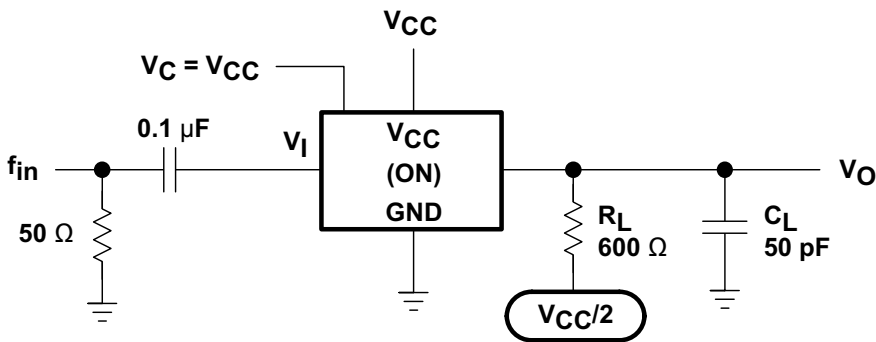 VCC
VC = VCC
0.1 µF
VI
VCC
(ON)
GND
fin
50 Ω
VO
RL
600 Ω
CL
50 pF
VCC/2